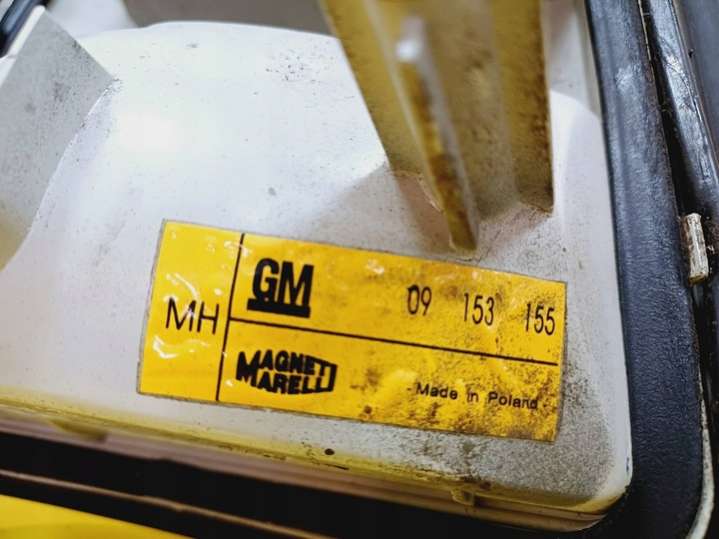 MH
GM 09 153 155
MAGNETI
MARELLI
Made in Poland